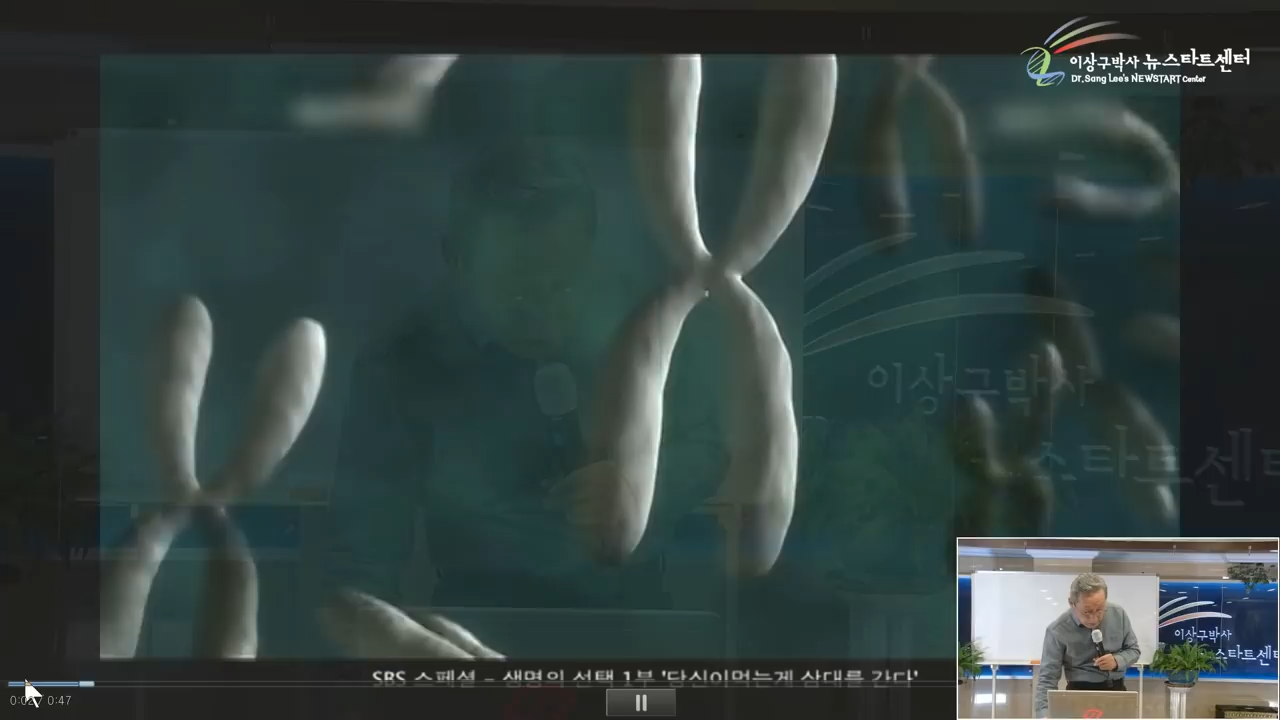 이상구박사 뉴스타트센터
Dr. Sang Lee's NEWSTART Center
이상구박사
스타트센터
이상구박사
스타트센터
SBS 스페셜 - 생명의 선택 1부 '당신이먹는게 삼대를 간다'
0:02 / 0:47